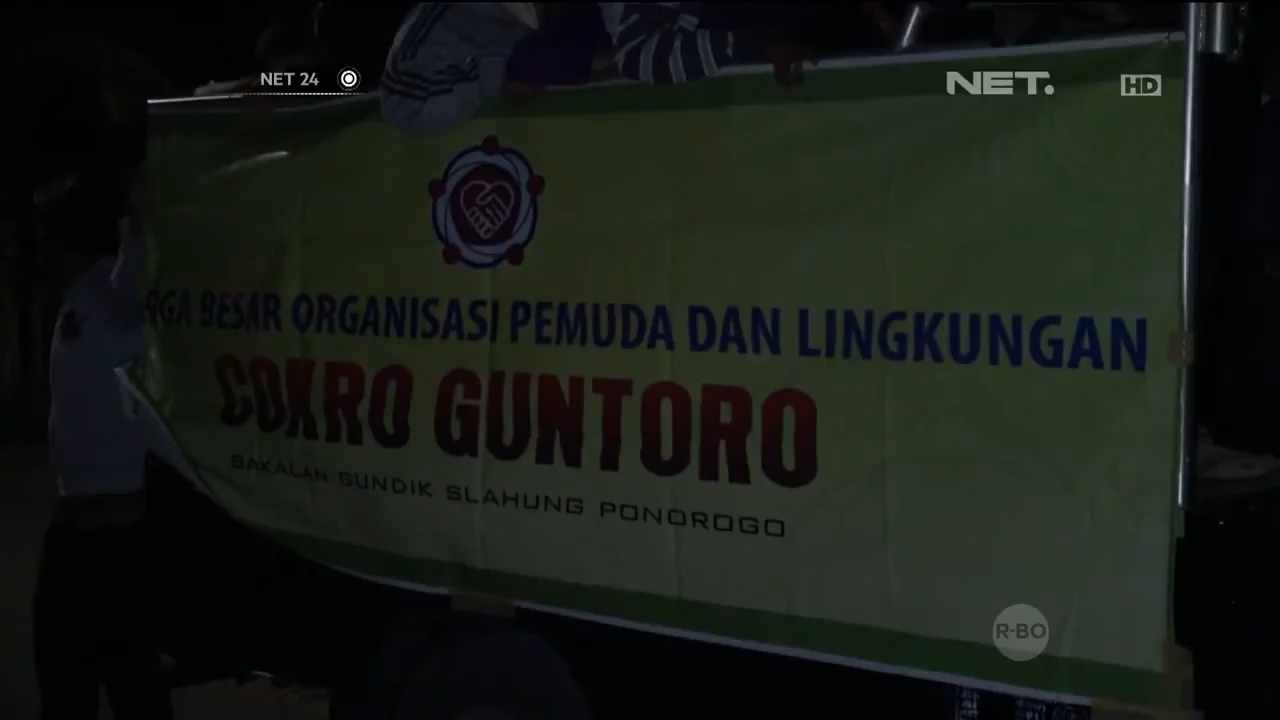 NET 24
NET.
HD
RGA BESAR ORGANISASI PEMUDA DAN LINGKUNGAN
COKRO GUNTORO
BAKALAN GUNDIK SLAHUNG PONOROGO
R-BO